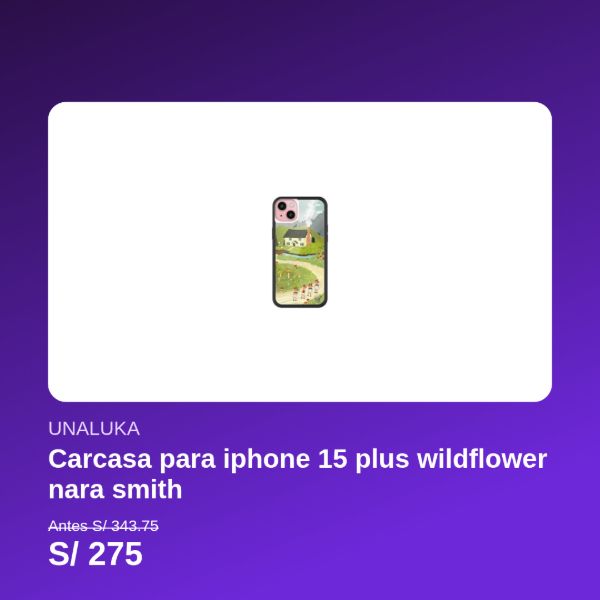 UNALUKA
Carcasa para iphone 15 plus wildflower
nara smith
Antes S/ 343.75
S/ 275